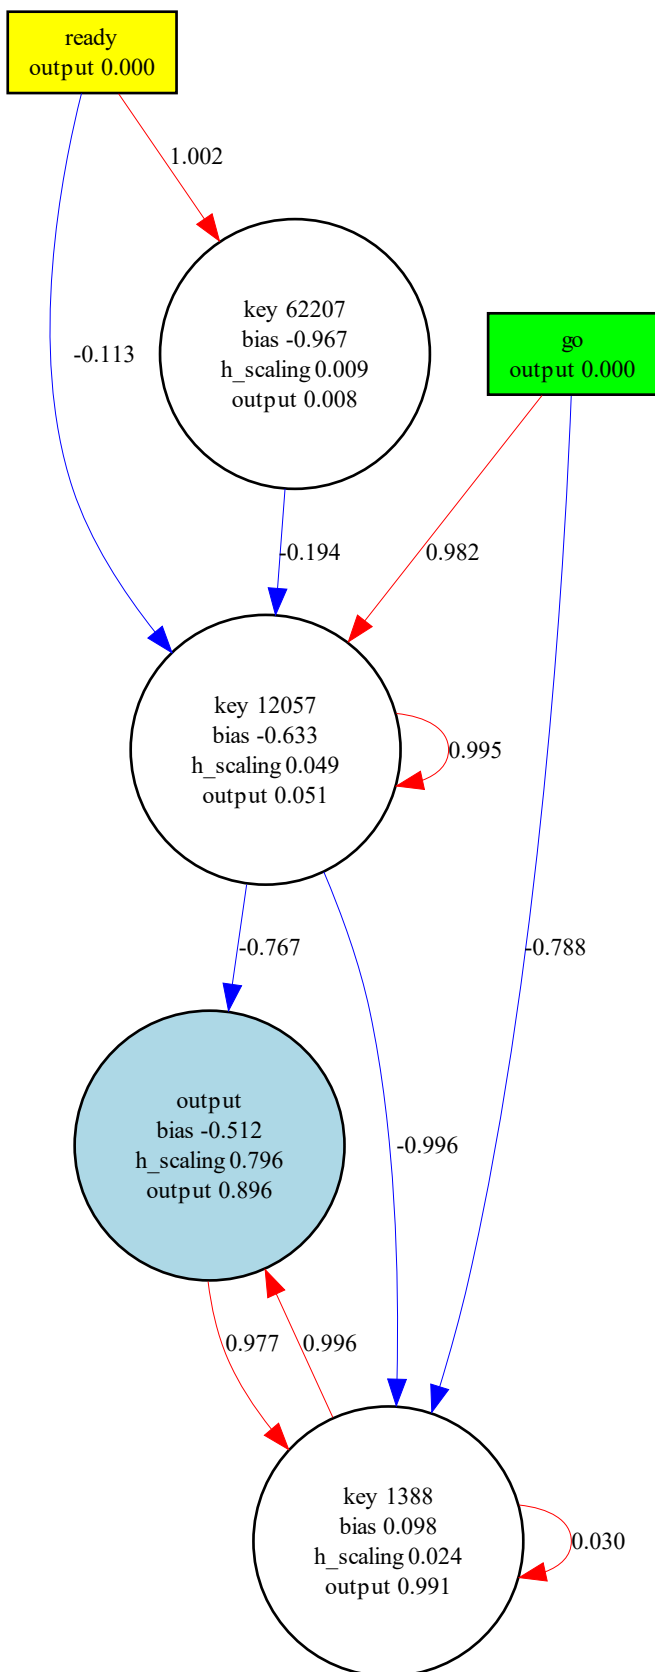 ready
output 0.000
1.002
key 62207
bias -0.967
h_scaling 0.009
output 0.008
go
output 0.000
-0.113
-0.194
0.982
key 12057
bias -0.633
h_scaling 0.049
output 0.051
0.995
-0.767
-0.788
output
bias -0.512
h_scaling 0.796
output 0.896
-0.996
0.977
0.996
key 1388
bias 0.098
h_scaling 0.024
output 0.991
0.030